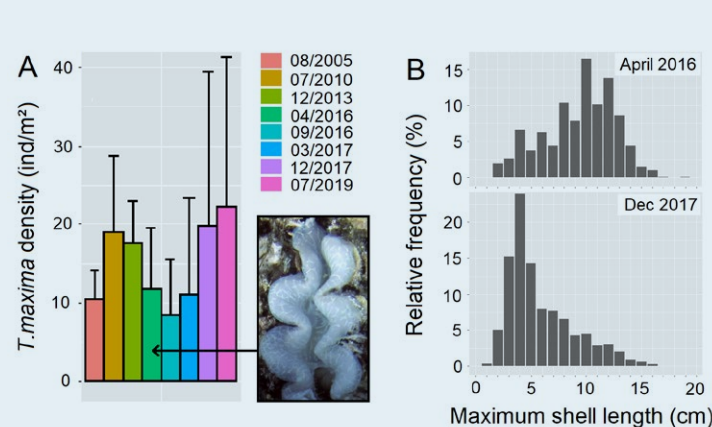 A
T.maxima density (ind/m²)
40
30
20
10
0
08/2005
07/2010
12/2013
04/2016
09/2016
03/2017
12/2017
07/2019
B
Relative frequency (%)
April 2016
15
10
5
0
Dec 2017
20
15
10
5
0
0 5 10 15 20
Maximum shell length (cm)